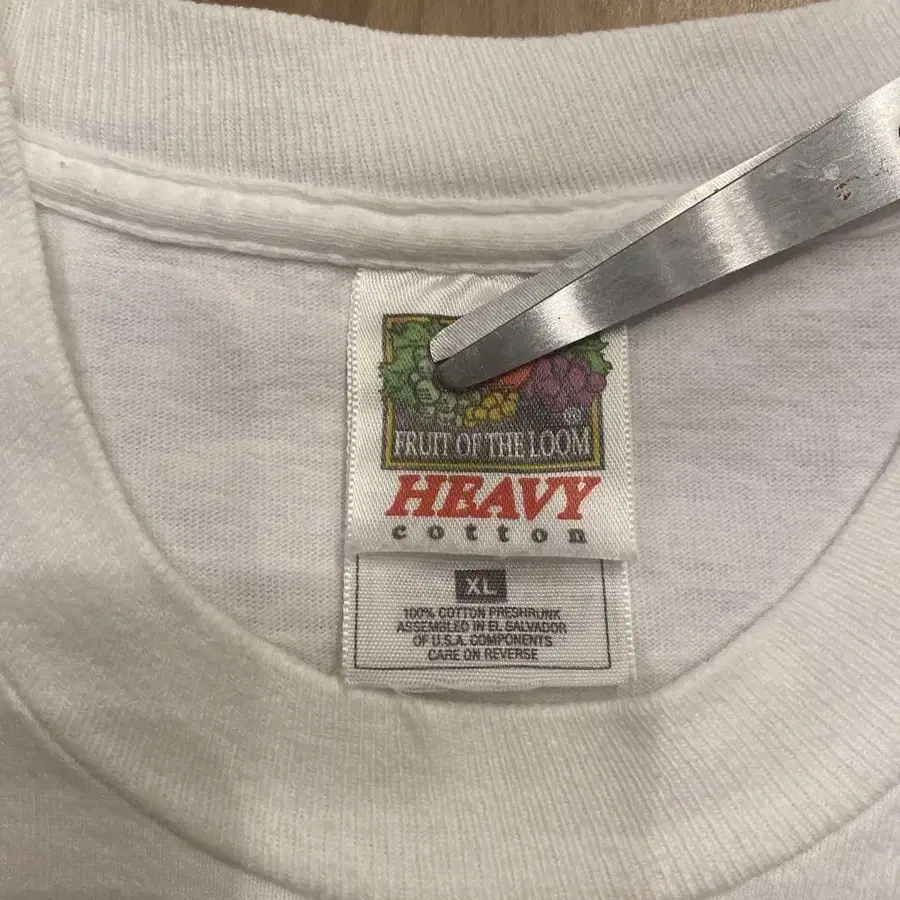 ®
FRUIT OF THE LOOM
HEAVY
cotton
XL
100% COTTON PRESHRUNK
ASSEMBLED IN EL SALVADOR
OF U.S.A. COMPONENTS
CARE ON REVERSE